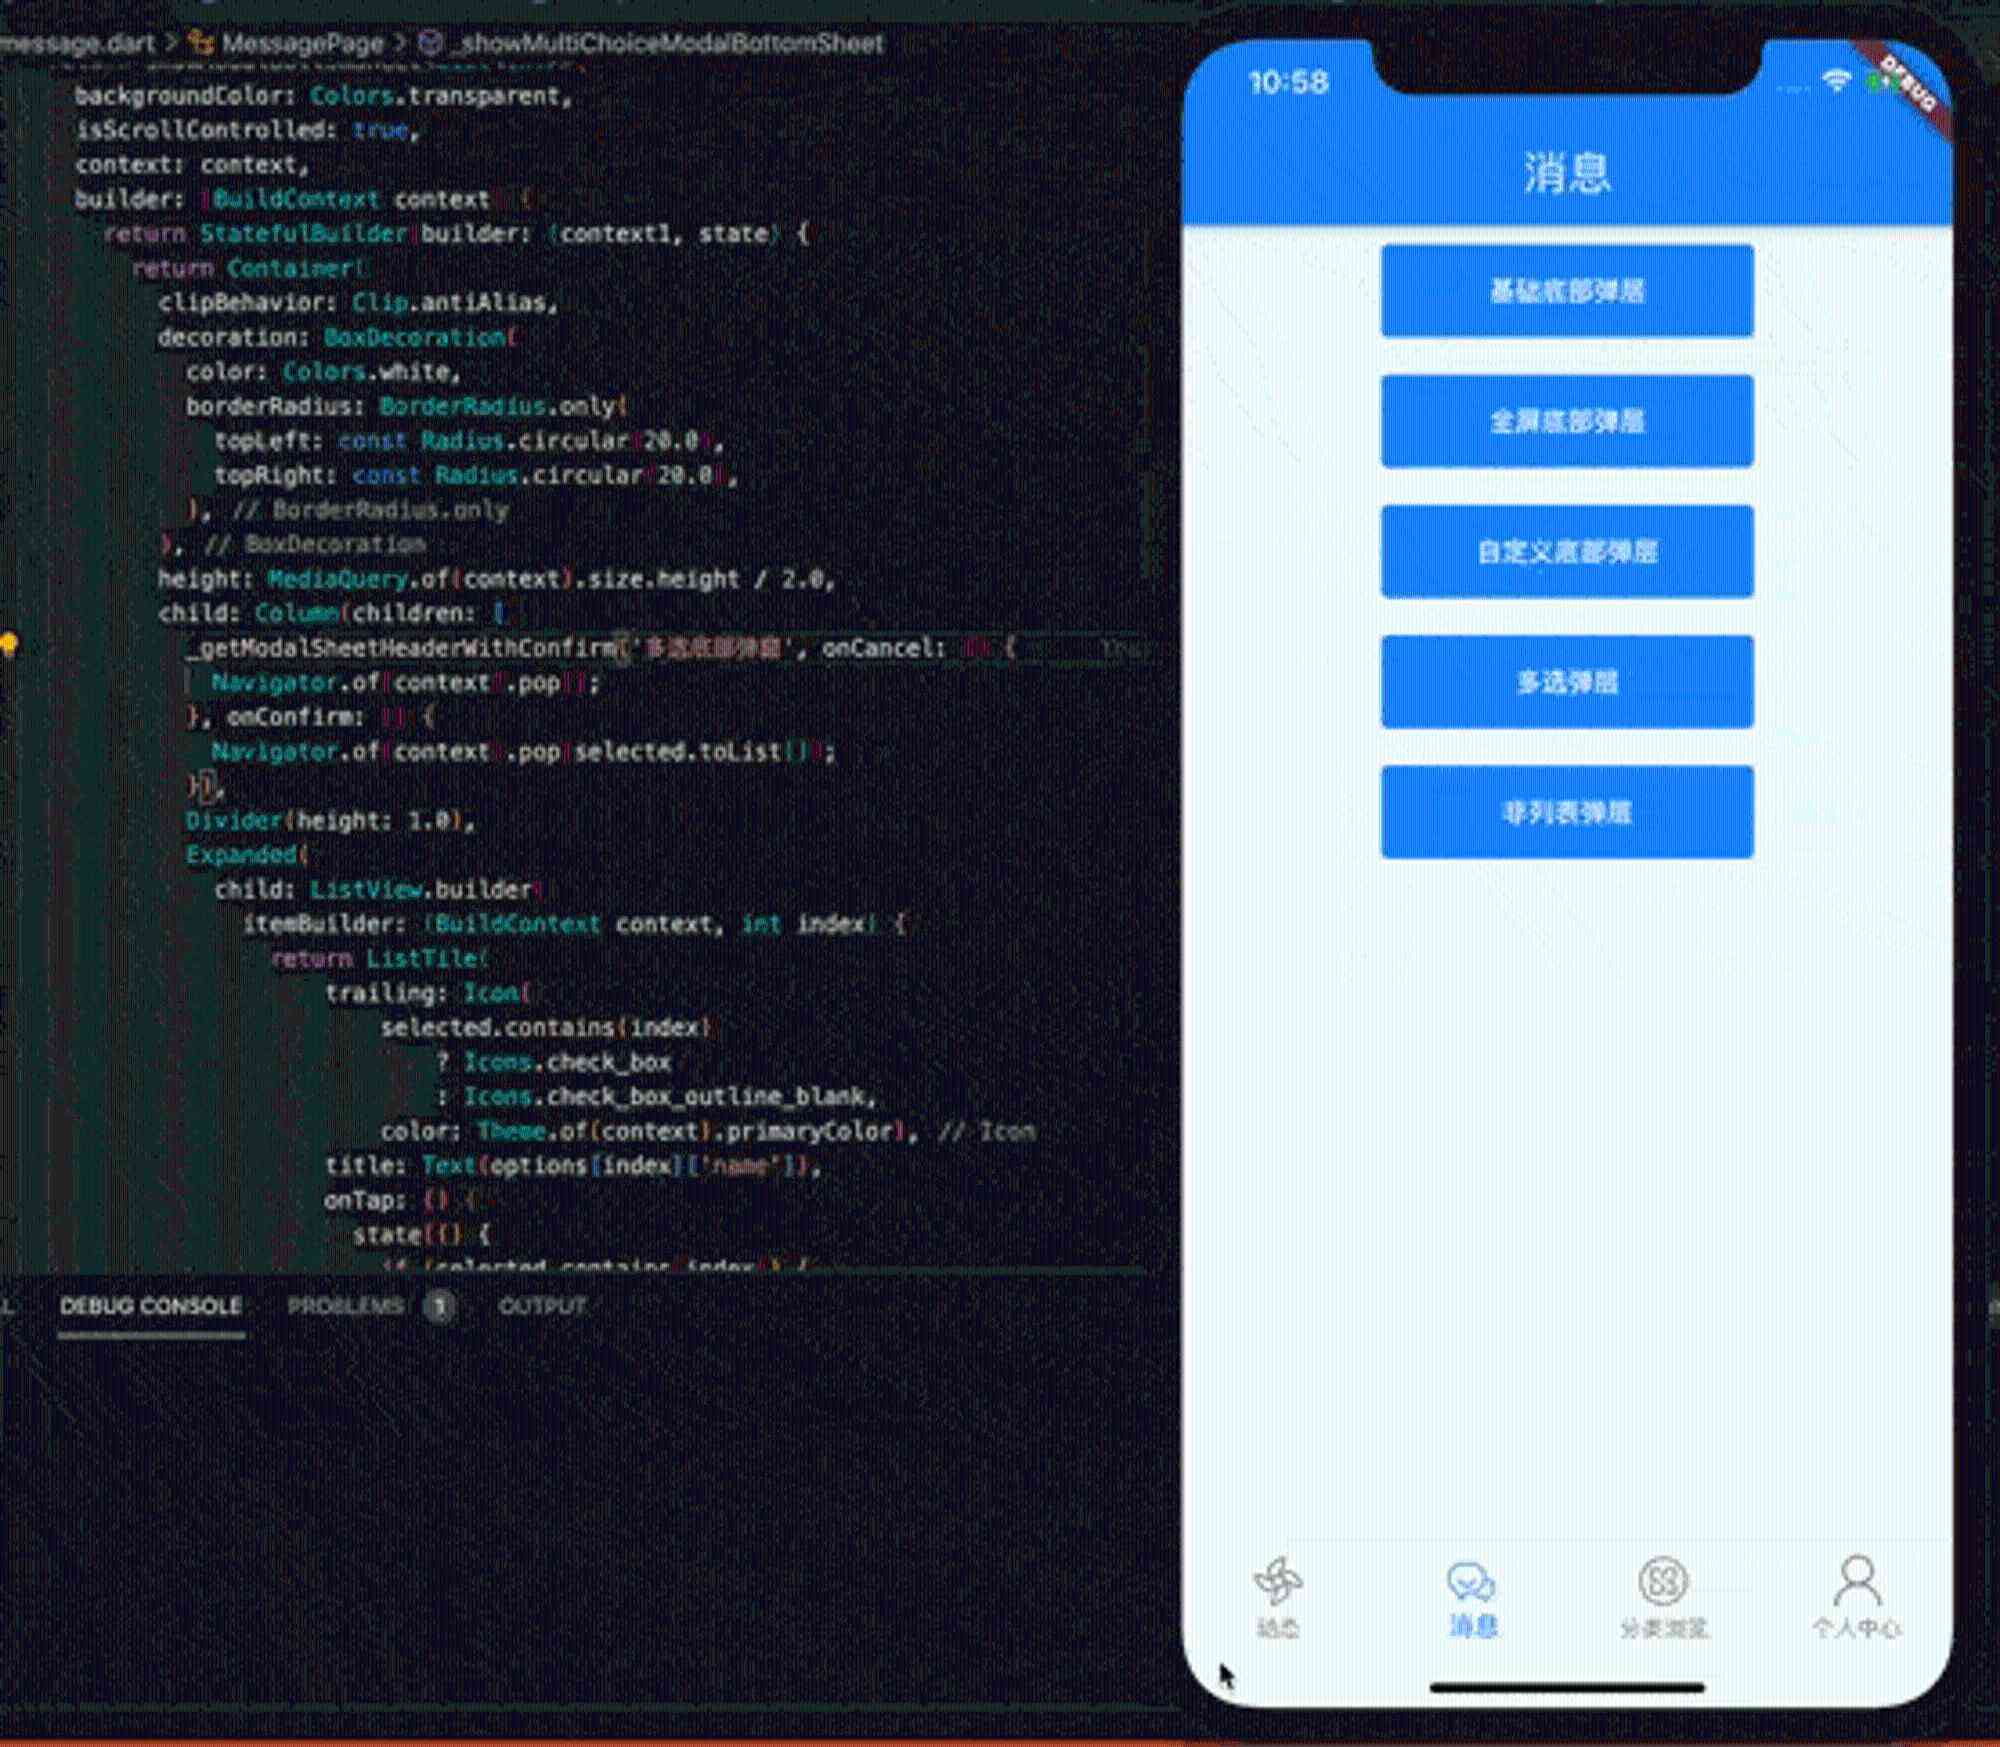 message.dart > MessagePage > _showMultiChoiceModalBottomSheet
backgroundColor: Colors.transparent,
isScrollControlled: true,
context: context,
builder: (BuildContext context) {
return StatefulBuilder(builder: (context1, state) {
return Container(
clipBehavior: Clip.antiAlias,
decoration: BoxDecoration(
color: Colors.white,
borderRadius: BorderRadius.only(
topLeft: const Radius.circular(20.0),
topRight: const Radius.circular(20.0),
), // BorderRadius.only
), // BoxDecoration
height: MediaQuery.of(context).size.height / 2.0,
child: Column(children: [
_getModalSheetHeaderWithConfirm('多选底部弹窗', onCancel: () {
Navigator.of(context).pop();
}, onConfirm: () {
Navigator.of(context).pop(selected.toList());
}),
Divider(height: 1.0),
Expanded(
child: ListView.builder(
itemBuilder: (BuildContext context, int index) {
return ListTile(
trailing: Icon(
selected.contains(index)
? Icons.check_box
: Icons.check_box_outline_blank,
color: Theme.of(context).primaryColor), // Icon
title: Text(options[index]['name']),
onTap: () {
state(() {
if (selected.contains(index)) {
DEBUG CONSOLE
PROBLEMS 1
OUTPUT
10:58
DEBUG
消息
基础底部弹层
全屏底部弹层
自定义底部弹层
多选弹层
非列表弹层
动态
消息
分类浏览
个人中心